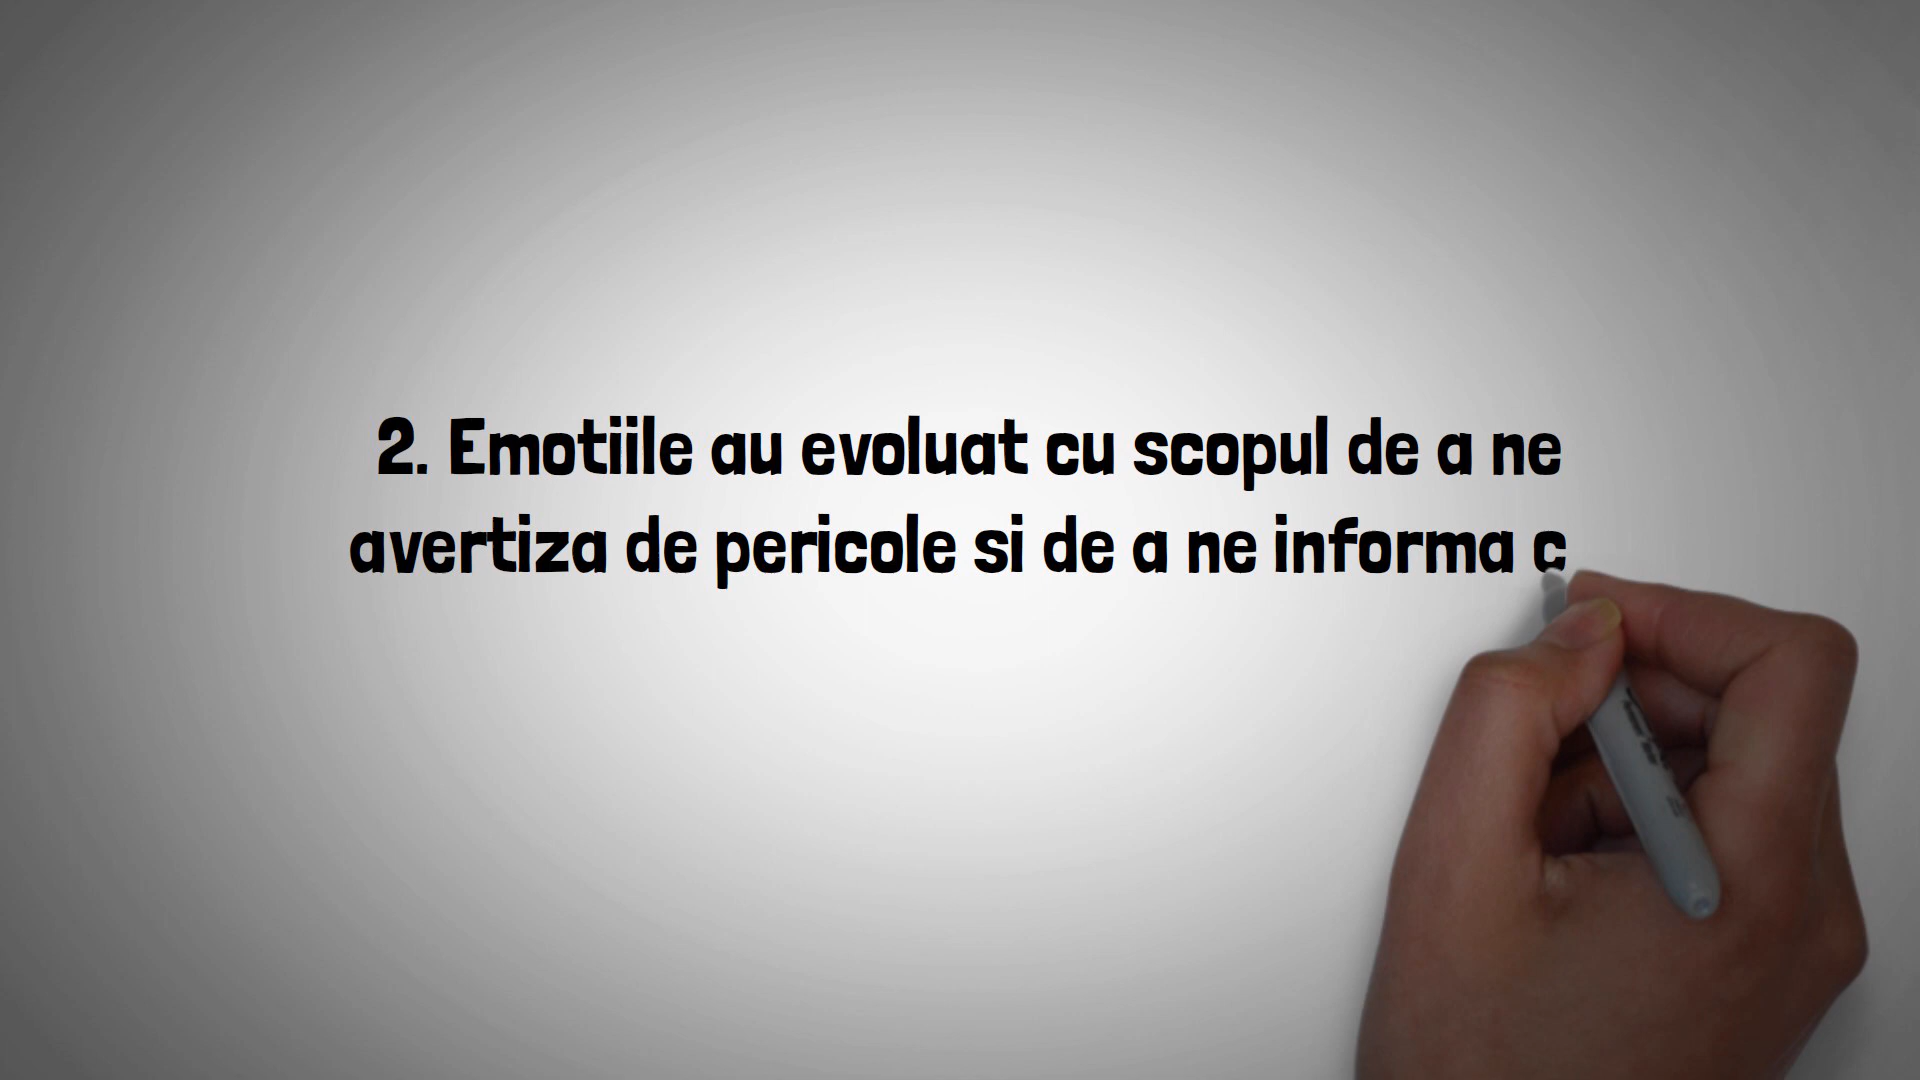 2. Emotiile au evoluat cu scopul de a ne
avertiza de pericole si de a ne informa c